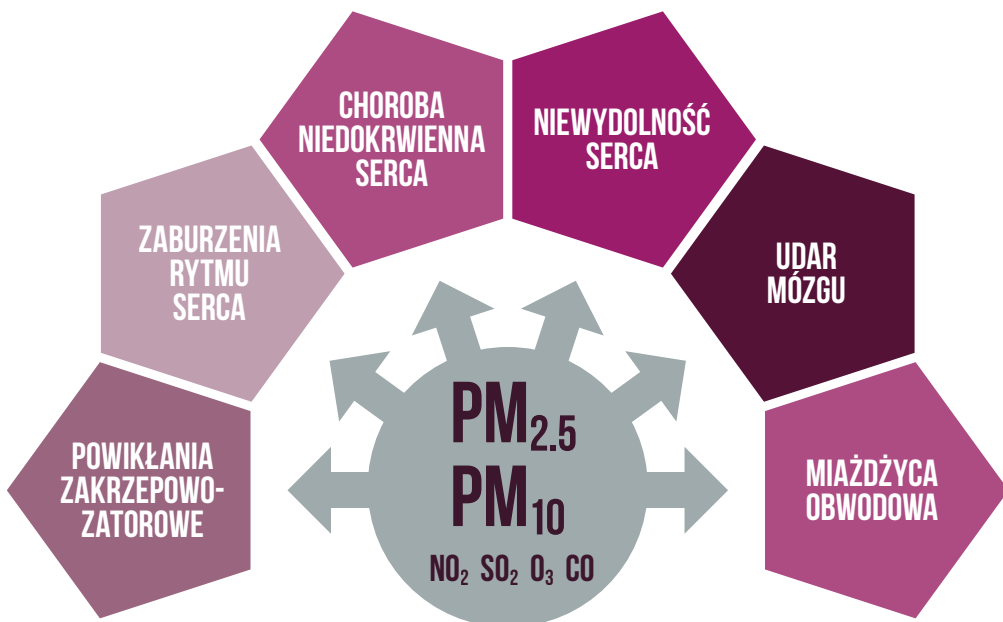 CHOROBA
NIEDOKRWIENNA
SERCA
NIEWYDOLNOŚĆ
SERCA
ZABURZENIA
RYTMU
SERCA
UDAR
MÓZGU
POWIKŁANIA
ZAKRZEPOWO-
ZATOROWE
MIAŻDŻYCA
OBWODOWA
PM₂.₅
PM₁₀
NO₂ SO₂ O₃ CO